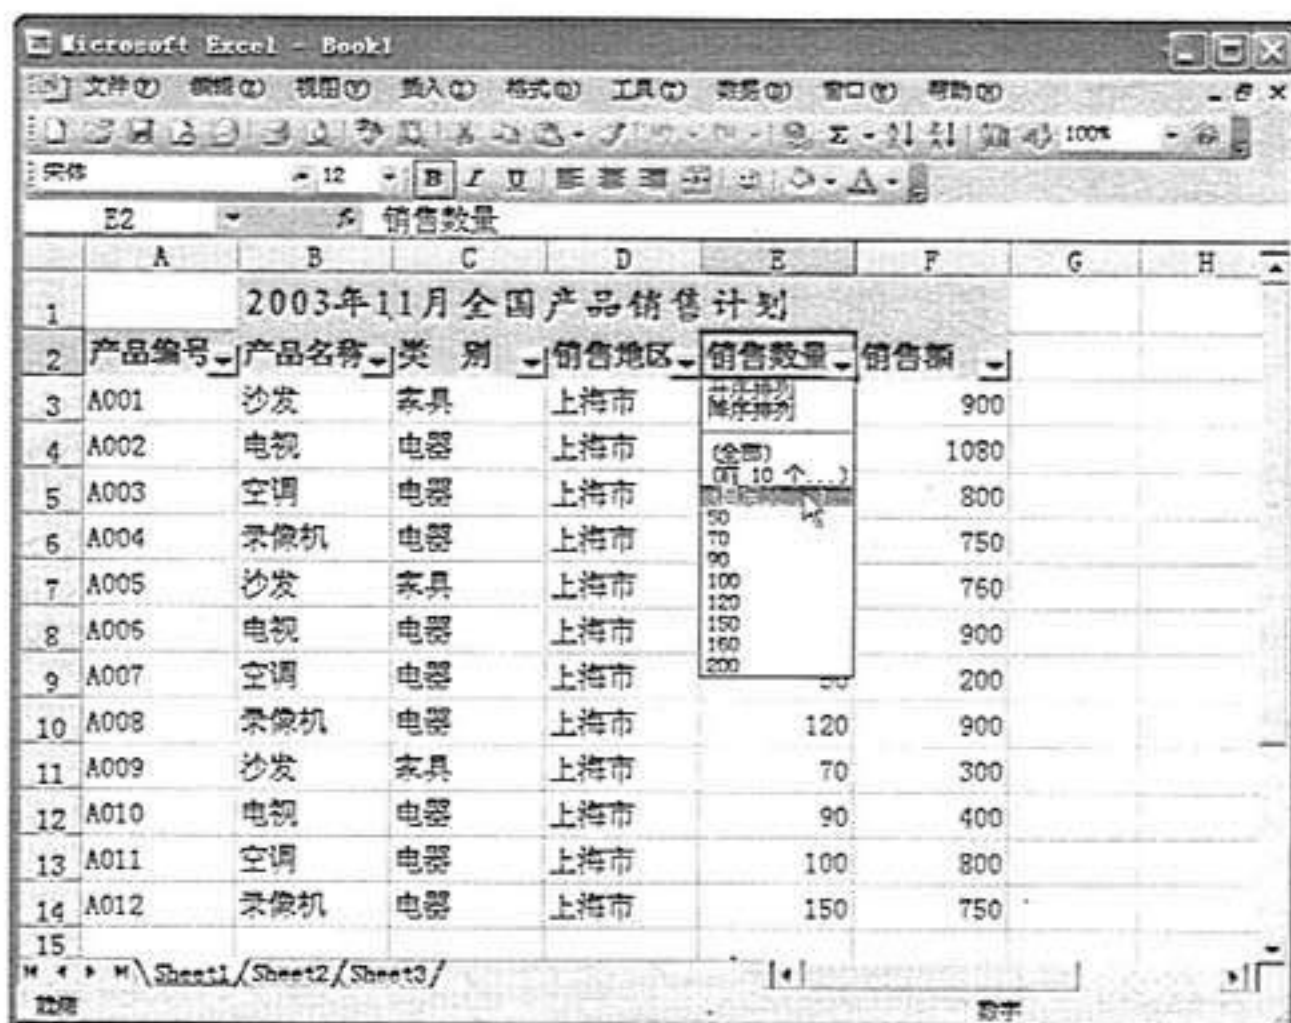 Microsoft Excel - Book1
文件(F) 编辑(E) 视图(V) 插入(I) 格式(O) 工具(T) 数据(D) 窗口(W) 帮助(H)
Σ 100%
宋体 12 B I U A
E2 销售数量
A B C D E F G H
1 2003年11月全国产品销售计划
2 产品编号 产品名称 类 别 销售地区 销售数量 销售额
3 A001 沙发 家具 上海市 900
升序排列
降序排列
4 A002 电视 电器 上海市 1080
(全部)
(前 10 个...)
5 A003 空调 电器 上海市 800
50
6 A004 录像机 电器 上海市 70 750
90
7 A005 沙发 家具 上海市 100 760
120
8 A006 电视 电器 上海市 150 900
160
200
9 A007 空调 电器 上海市 200
10 A008 录像机 电器 上海市 120 900
11 A009 沙发 家具 上海市 70 300
12 A010 电视 电器 上海市 90 400
13 A011 空调 电器 上海市 100 800
14 A012 录像机 电器 上海市 150 750
15
Sheet1 Sheet2 Sheet3
就绪 数字